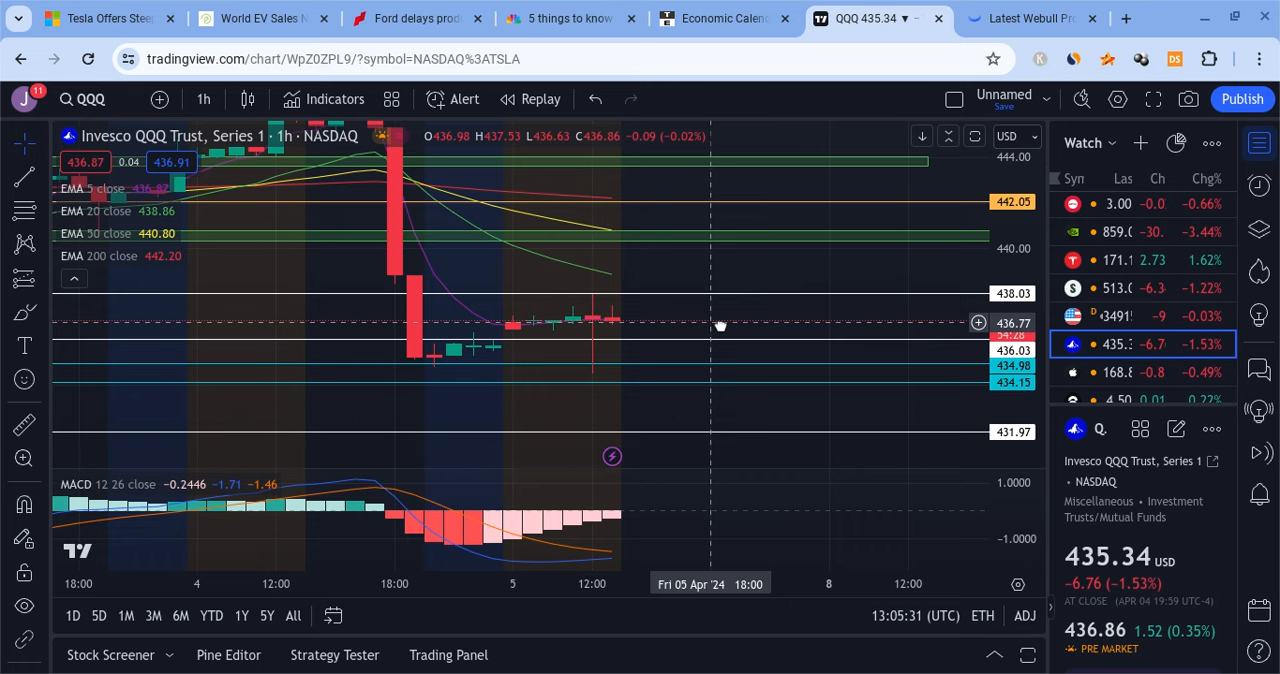 Tesla Offers Steep
World EV Sales N
Ford delays prod
5 things to know
Economic Calend
QQQ 435.34 ▼ −
Latest Webull Pro
tradingview.com/chart/WpZ0ZPL9/?symbol=NASDAQ%3ATSLA
K
DS
J
11
QQQ
1h
Indicators
Alert
Replay
Unnamed
Save
Publish
Invesco QQQ Trust, Series 1 · 1h · NASDAQ
O436.98 H437.53 L436.63 C436.86 −0.09 (−0.02%)
USD
436.87 0.04 436.91
EMA 5 close 436.87
EMA 20 close 438.86
EMA 50 close 440.80
EMA 200 close 442.20
444.00
442.05
440.00
438.03
436.77
54:28
436.03
434.98
434.15
431.97
MACD 12 26 close −0.2446 −1.71 −1.46
1.0000
−1.0000
18:00
4
12:00
18:00
5
12:00
Fri 05 Apr '24 18:00
8
12:00
1D 5D 1M 3M 6M YTD 1Y 5Y All
13:05:31 (UTC) ETH ADJ
Stock Screener
Pine Editor
Strategy Tester
Trading Panel
Watch
Syn Las Ch Chg%
3.00 −0.0 −0.66%
859.0 −30. −3.44%
171.1 2.73 1.62%
513.0 −6.3 −1.22%
D 3491 −9 −0.03%
435.3 −6.7 −1.53%
168.8 −0.8 −0.49%
4.50 0.01 0.22%
Q.
Invesco QQQ Trust, Series 1
• NASDAQ
Miscellaneous • Investment
Trusts/Mutual Funds
435.34 USD
−6.76 (−1.53%)
AT CLOSE (APR 04 19:59 UTC-4)
436.86 1.52 (0.35%)
PRE MARKET